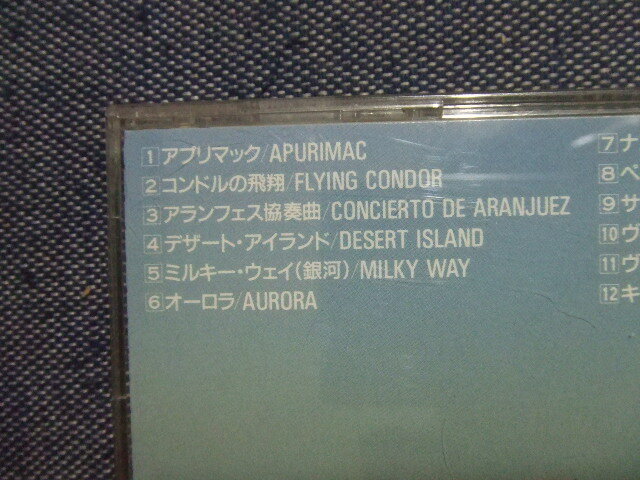 1 アプリマック/APURIMAC
2 コンドルの飛翔/FLYING CONDOR
3 アランフェス協奏曲/CONCIERTO DE ARANJUEZ
4 デザート・アイランド/DESERT ISLAND
5 ミルキー・ウェイ(銀河)/MILKY WAY
6 オーロラ/AURORA
7 ナ
8 ペ
9 サ
10 ヴ
11 ヴ
12 キ